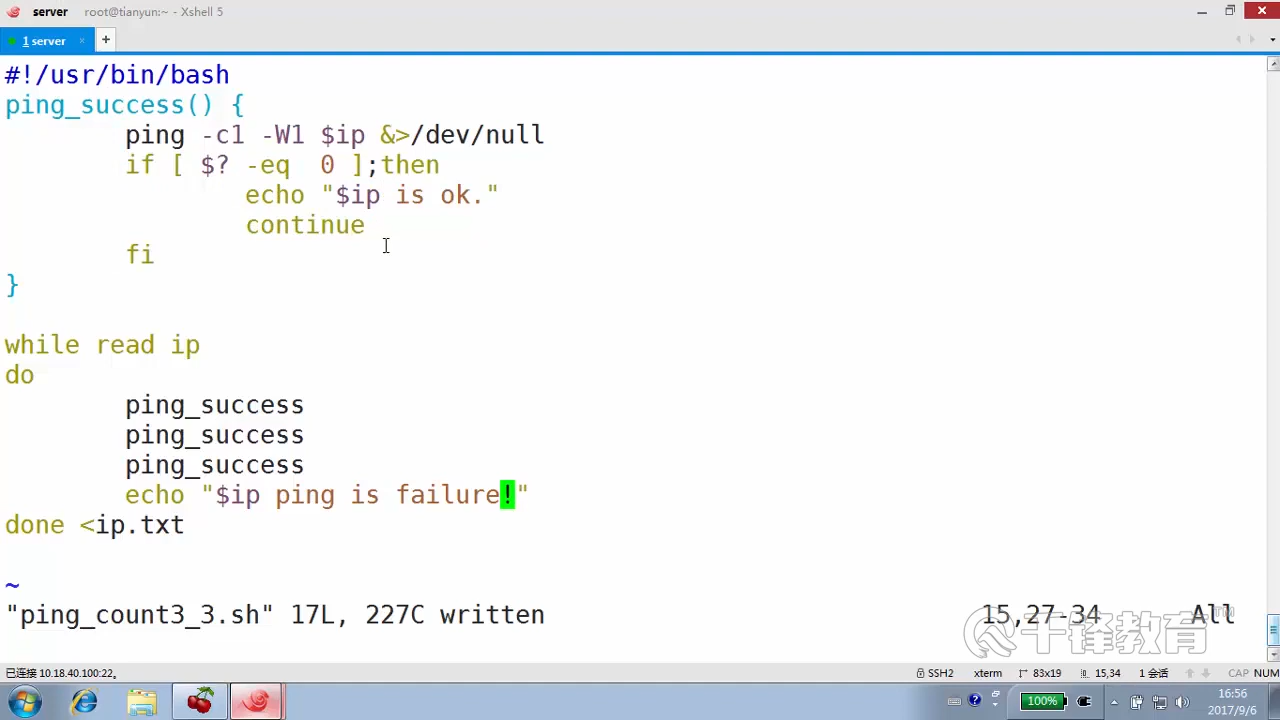 server root@tianyun:~ - Xshell 5
1 server × +
#!/usr/bin/bash
ping_success() {
ping -c1 -W1 $ip &>/dev/null
if [ $? -eq 0 ];then
echo "$ip is ok."
continue
fi
}
while read ip
do
ping_success
ping_success
ping_success
echo "$ip ping is failure!"
done <ip.txt
~
"ping_count3_3.sh" 17L, 227C written 15,27-34 All
千锋教育 TM
已连接 10.18.40.100:22。 SSH2 xterm 83x19 15,34 1 会话 CAP NUM
100% 16:56
2017/9/6